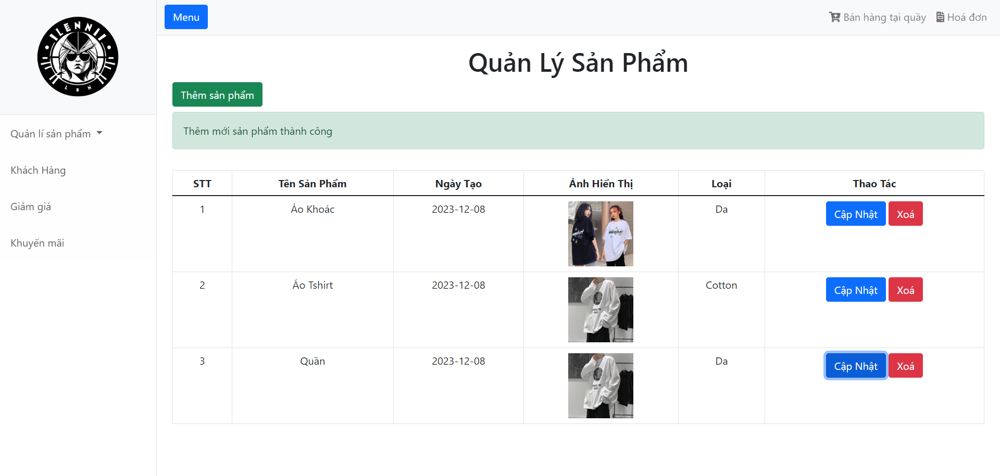 ILENNII
LEN
Menu
Bán hàng tại quầy
Hoá đơn
Quản lí sản phẩm
Khách Hàng
Giảm giá
Khuyến mãi
Quản Lý Sản Phẩm
Thêm sản phẩm
Thêm mới sản phẩm thành công
STT Tên Sản Phẩm Ngày Tạo Ảnh Hiển Thị Loại Thao Tác
1 Áo Khoác 2023-12-08 Da Cập Nhật Xoá
2 Áo Tshirt 2023-12-08 Cotton Cập Nhật Xoá
3 Quần 2023-12-08 Da Cập Nhật Xoá